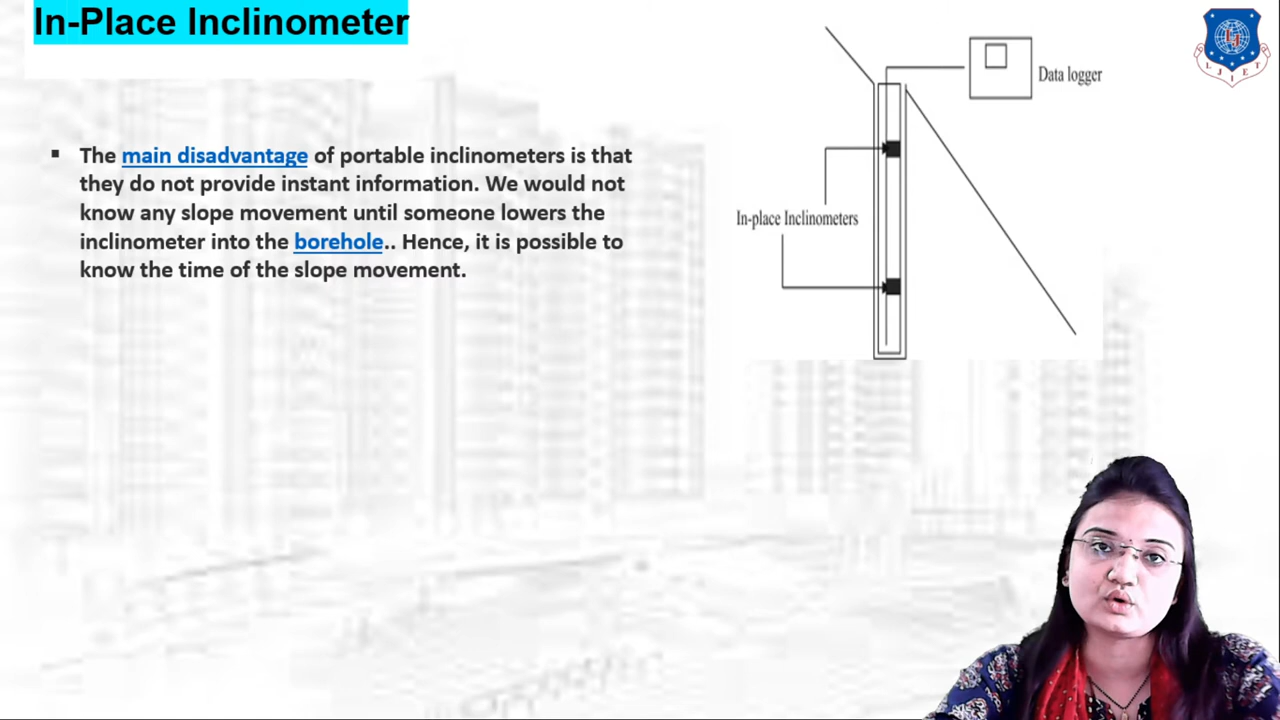 In-Place Inclinometer
▪ The main disadvantage of portable inclinometers is that
they do not provide instant information. We would not
know any slope movement until someone lowers the
inclinometer into the borehole.. Hence, it is possible to
know the time of the slope movement.
Data logger
In-place Inclinometers
LJIET